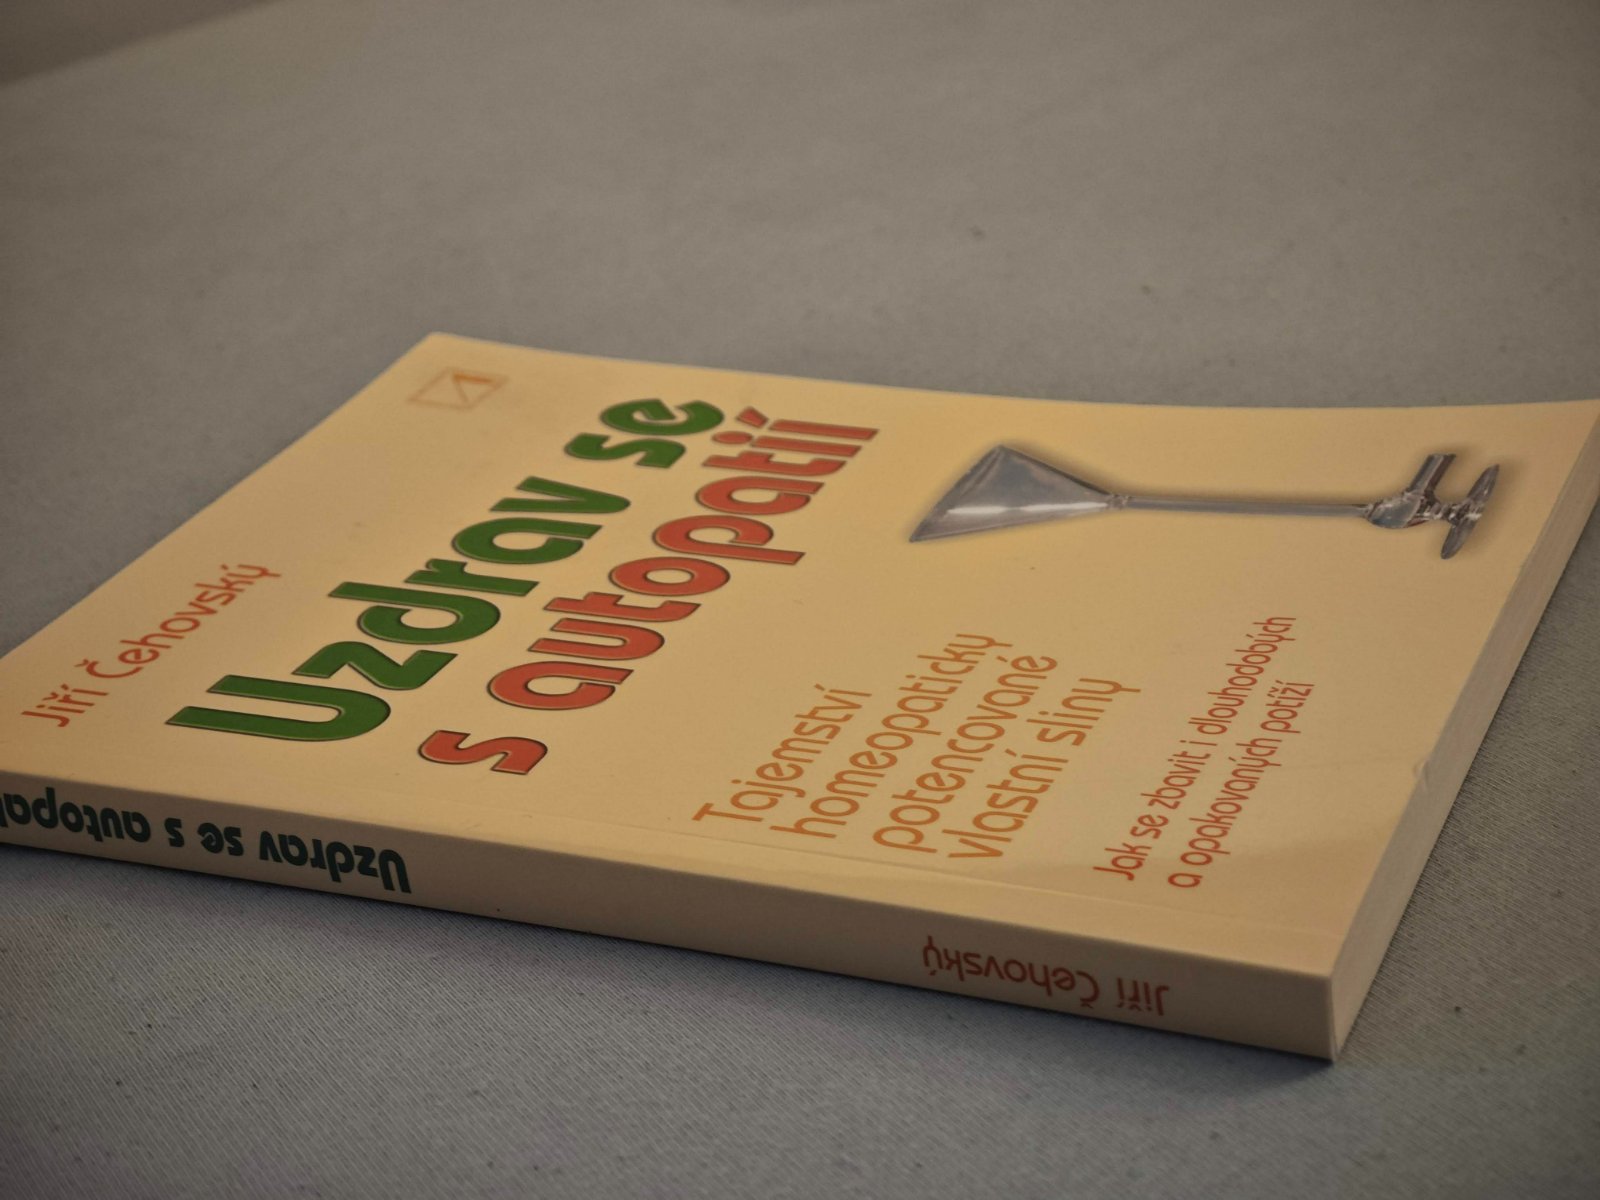 Jiří Čehovský
Uzdrav se
s autopatií
Tajemství
homeopaticky
potencované
vlastní sliny
Jak se zbavit i dlouhodobých
a opakovaných potíží
Jiří Čehovský
Uzdrav se s